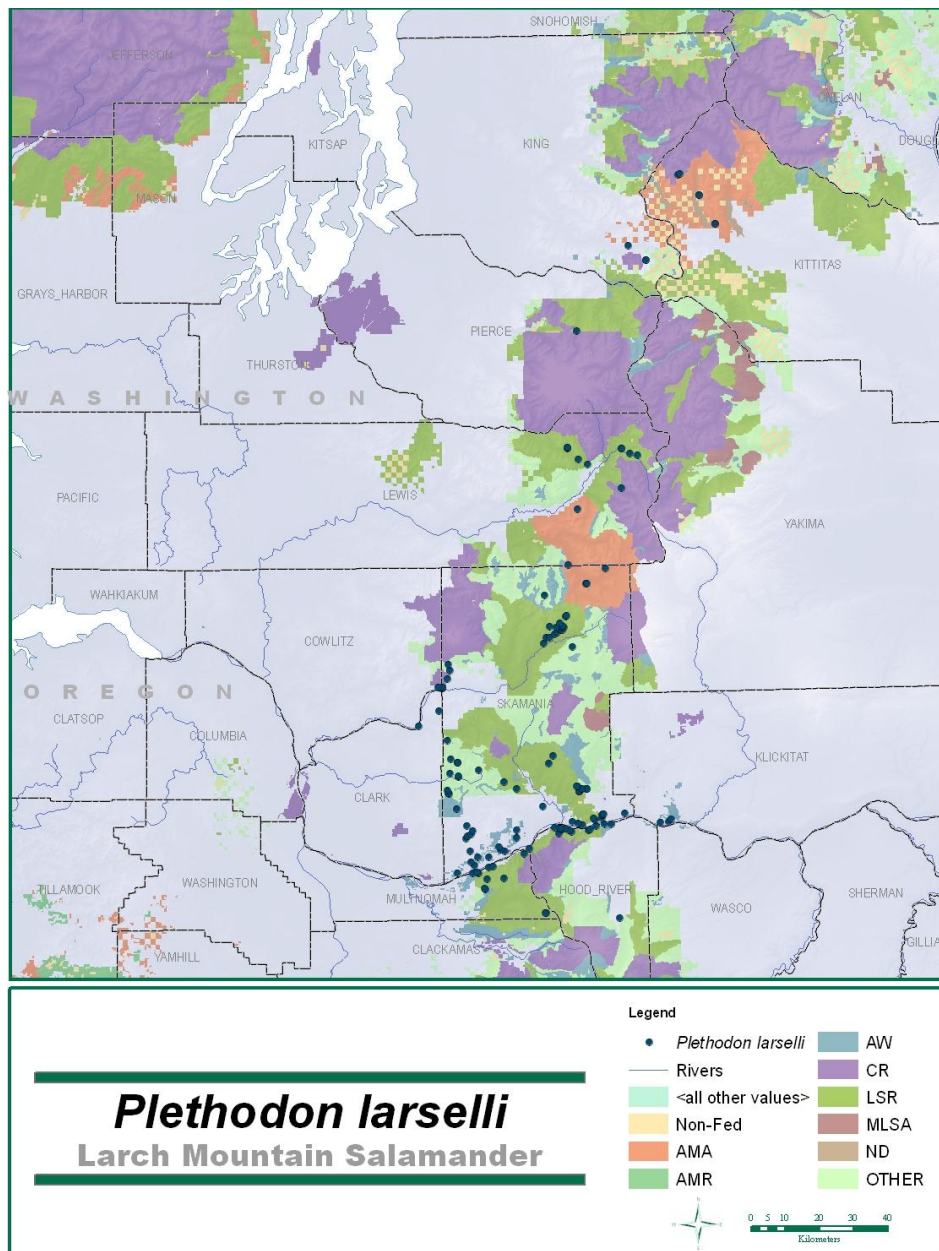 SNOHOMISH
JEFFERSON
CHELAN
DOUG
KITSAP
KING
MASON
KITTITAS
GRAYS_HARBOR
PIERCE
THURSTON
WASHINGTON
LEWIS
PACIFIC
YAKIMA
WAHKIAKUM
COWLITZ
OREGON
SKAMANIA
CLATSOP
COLUMBIA
KLICKITAT
CLARK
WASHINGTON
TILLAMOOK
MULTNOMAH
HOOD_RIVER
SHERMAN
WASCO
YAMHILL
CLACKAMAS
GILLIA
Plethodon larselli
Larch Mountain Salamander
Legend
Plethodon larselli
Rivers
<all other values>
Non-Fed
AMA
AMR
AW
CR
LSR
MLSA
ND
OTHER
0 5 10 20 30 40
Kilometers